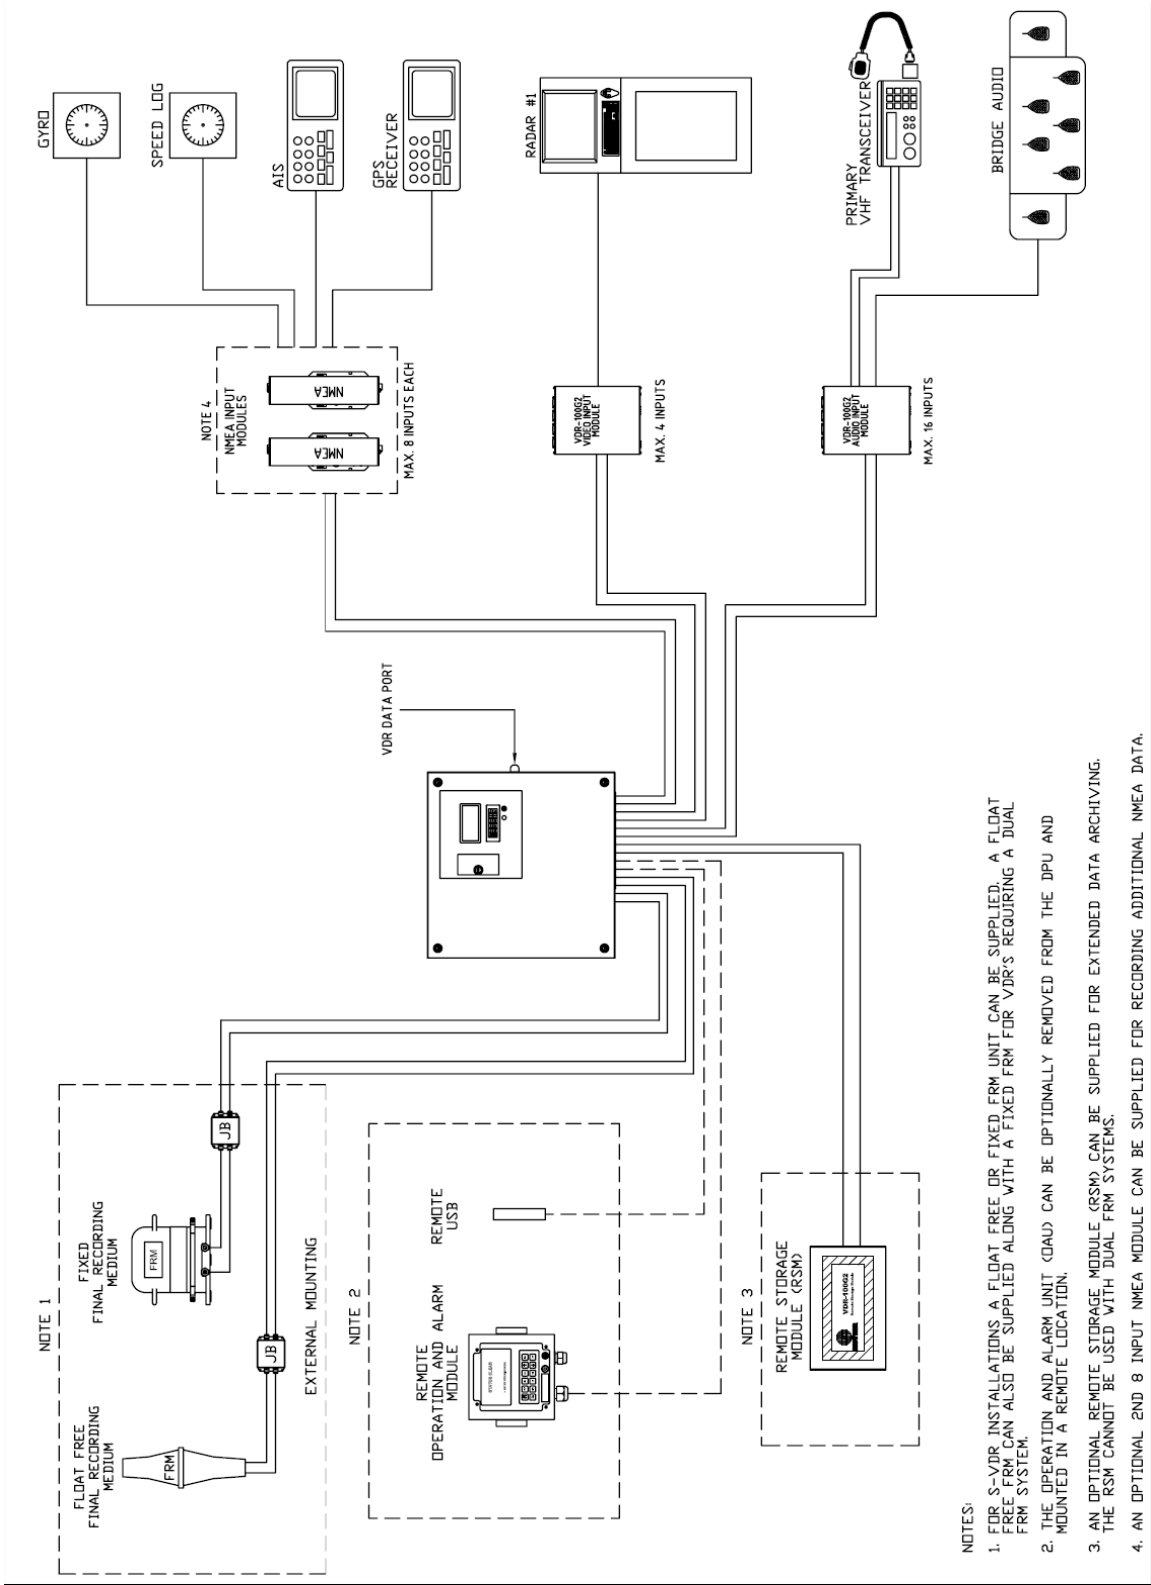 NOTE 1
FLOAT FREE
FINAL RECORDING
MEDIUM
FRM
FIXED
FINAL RECORDING
MEDIUM
FRM
JB
JB
EXTERNAL MOUNTING
NOTE 2
REMOTE
OPERATION AND ALARM
MODULE
REMOTE
USB
NOTE 3
REMOTE STORAGE
MODULE (RSM)
VDR-100G2
VDR DATA PORT
NOTE 4
NMEA INPUT
MODULES
NMEA
NMEA
MAX. 8 INPUTS EACH
VDR-100G2
VIDEO INPUT
MODULE
MAX. 4 INPUTS
VDR-100G2
AUDIO INPUT
MODULE
MAX. 16 INPUTS
GYRO
SPEED LOG
AIS
GPS
RECEIVER
RADAR #1
PRIMARY
VHF TRANSCEIVER
BRIDGE AUDIO
NOTES:
1. FOR S-VDR INSTALLATIONS A FLOAT FREE OR FIXED FRM UNIT CAN BE SUPPLIED. A FLOAT
FREE FRM CAN ALSO BE SUPPLIED ALONG WITH A FIXED FRM FOR VDR'S REQUIRING A DUAL
FRM SYSTEM.
2. THE OPERATION AND ALARM UNIT (OAU) CAN BE OPTIONALLY REMOVED FROM THE DPU AND
MOUNTED IN A REMOTE LOCATION.
3. AN OPTIONAL REMOTE STORAGE MODULE (RSM) CAN BE SUPPLIED FOR EXTENDED DATA ARCHIVING.
THE RSM CANNOT BE USED WITH DUAL FRM SYSTEMS.
4. AN OPTIONAL 2ND 8 INPUT NMEA MODULE CAN BE SUPPLIED FOR RECORDING ADDITIONAL NMEA DATA.